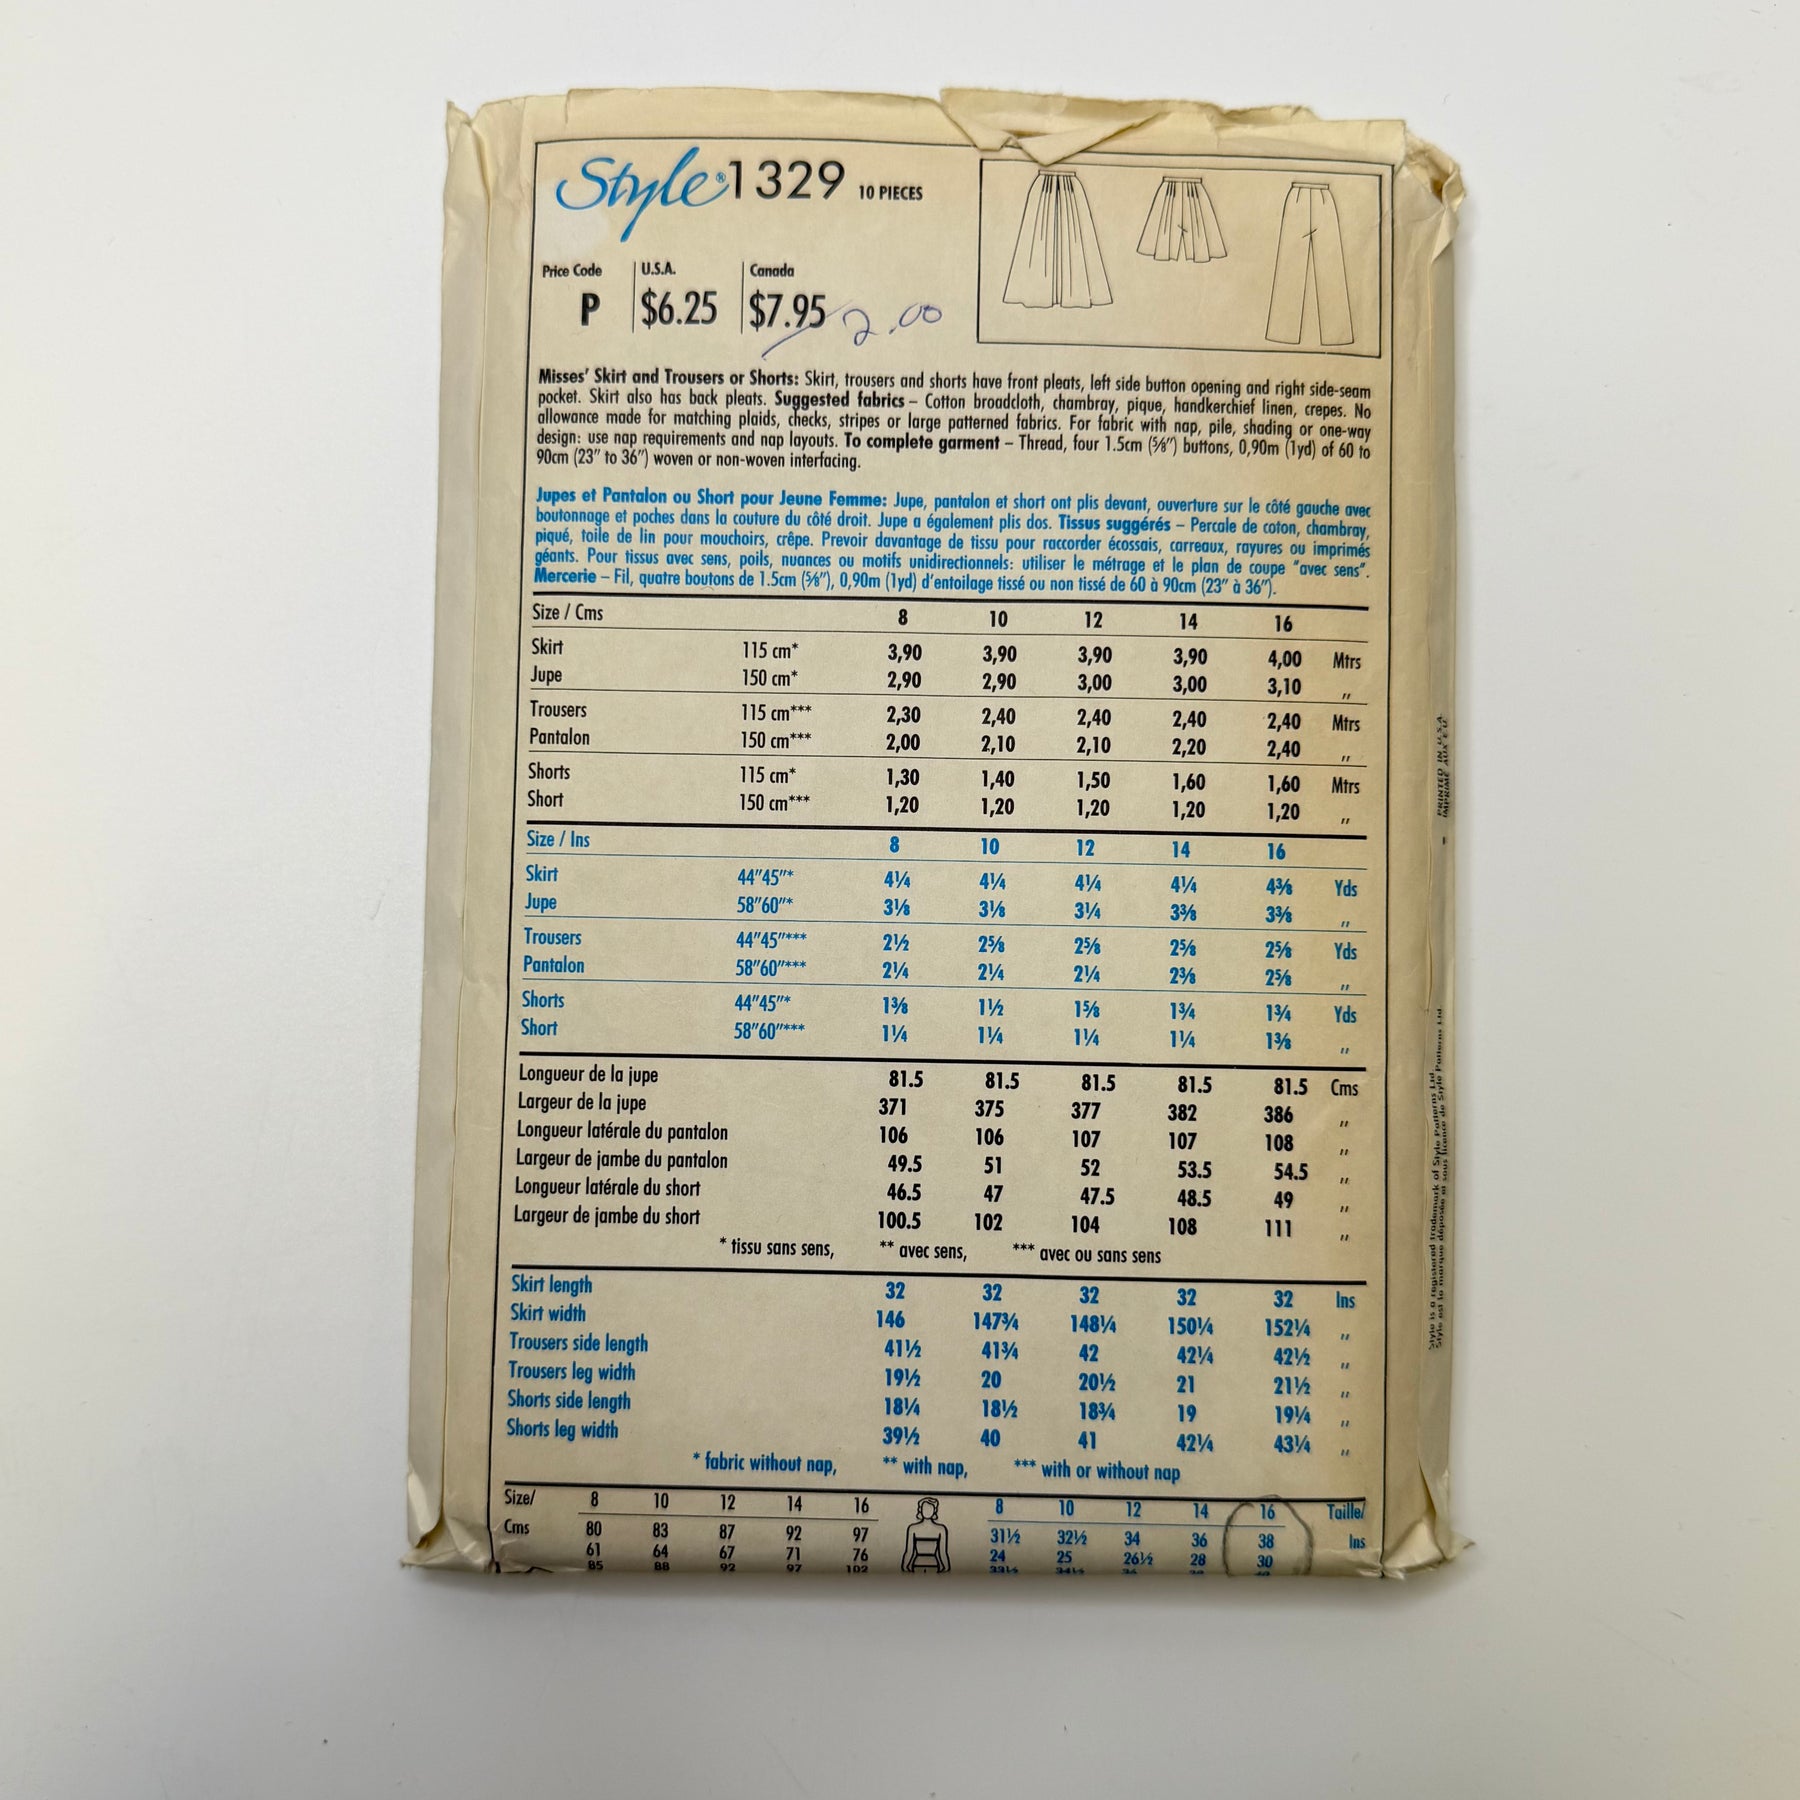 Style® 1329 10 PIECES
Price Code U.S.A. Canada
P $6.25 $7.95 2.00
Misses' Skirt and Trousers or Shorts: Skirt, trousers and shorts have front pleats, left side button opening and right side-seam
pocket. Skirt also has back pleats. Suggested fabrics – Cotton broadcloth, chambray, pique, handkerchief linen, crepes. No
allowance made for matching plaids, checks, stripes or large patterned fabrics. For fabric with nap, pile, shading or one-way
design: use nap requirements and nap layouts. To complete garment – Thread, four 1.5cm (⅝") buttons, 0,90m (1yd) of 60 to
90cm (23" to 36") woven or non-woven interfacing.
Jupes et Pantalon ou Short pour Jeune Femme: Jupe, pantalon et short ont plis devant, ouverture sur le côté gauche avec
boutonnage et poches dans la couture du côté droit. Jupe a également plis dos. Tissus suggérés – Percale de coton, chambray,
piqué, toile de lin pour mouchoirs, crêpe. Prevoir davantage de tissu pour raccorder écossais, carreaux, rayures ou imprimés
géants. Pour tissus avec sens, poils, nuances ou motifs unidirectionnels: utiliser le métrage et le plan de coupe "avec sens".
Mercerie – Fil, quatre boutons de 1.5cm (⅝"), 0,90m (1yd) d'entoilage tissé ou non tissé de 60 à 90cm (23" à 36").
Size / Cms 8 10 12 14 16
Skirt 115 cm* 3,90 3,90 3,90 3,90 4,00 Mtrs
Jupe 150 cm* 2,90 2,90 3,00 3,00 3,10 ,,
Trousers 115 cm*** 2,30 2,40 2,40 2,40 2,40 Mtrs
Pantalon 150 cm*** 2,00 2,10 2,10 2,20 2,40 ,,
Shorts 115 cm* 1,30 1,40 1,50 1,60 1,60 Mtrs
Short 150 cm*** 1,20 1,20 1,20 1,20 1,20 ,,
Size / Ins 8 10 12 14 16
Skirt 44"45"* 4¼ 4¼ 4¼ 4¼ 4⅜ Yds
Jupe 58"60"* 3⅛ 3⅛ 3¼ 3⅜ 3⅜ ,,
Trousers 44"45"*** 2½ 2⅝ 2⅝ 2⅝ 2⅝ Yds
Pantalon 58"60"*** 2¼ 2¼ 2¼ 2⅜ 2⅝ ,,
Shorts 44"45"* 1⅜ 1½ 1⅝ 1¾ 1¾ Yds
Short 58"60"*** 1¼ 1¼ 1¼ 1¼ 1⅜ ,,
Longueur de la jupe 81.5 81.5 81.5 81.5 81.5 Cms
Largeur de la jupe 371 375 377 382 386 ,,
Longueur latérale du pantalon 106 106 107 107 108 ,,
Largeur de jambe du pantalon 49.5 51 52 53.5 54.5 ,,
Longueur latérale du short 46.5 47 47.5 48.5 49 ,,
Largeur de jambe du short 100.5 102 104 108 111 ,,
* tissu sans sens, ** avec sens, *** avec ou sans sens
Skirt length 32 32 32 32 32 Ins
Skirt width 146 147¾ 148¼ 150¼ 152¼ ,,
Trousers side length 41½ 41¾ 42 42¼ 42½ ,,
Trousers leg width 19½ 20 20½ 21 21½ ,,
Shorts side length 18¼ 18½ 18¾ 19 19¼ ,,
Shorts leg width 39½ 40 41 42¼ 43¼ ,,
* fabric without nap, ** with nap, *** with or without nap
Size/ 8 10 12 14 16 8 10 12 14 16 Taille/
Cms 80 83 87 92 97 31½ 32½ 34 36 38 Ins
61 64 67 71 76 24 25 26½ 28 30
85 88 92 97 102
PRINTED IN U.S.A.
IMPRIMÉ AUX E U
Style is a registered trademark of Style Patterns Ltd.
Style est la marque déposée et sous licence de Style Patterns Ltd.